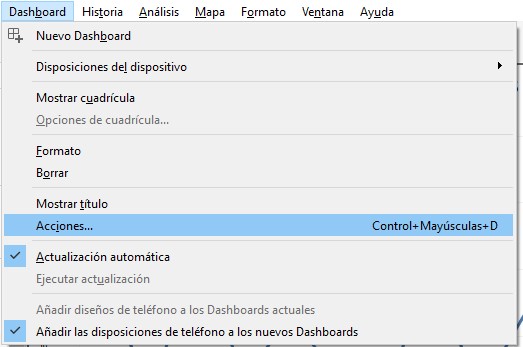 Dashboard Historia Análisis Mapa Formato Ventana Ayuda
Nuevo Dashboard
Disposiciones del dispositivo
Mostrar cuadrícula
Opciones de cuadrícula...
Formato
Borrar
Mostrar título
Acciones... Control+Mayúsculas+D
Actualización automática
Ejecutar actualización
Añadir diseños de teléfono a los Dashboards actuales
Añadir las disposiciones de teléfono a los nuevos Dashboards